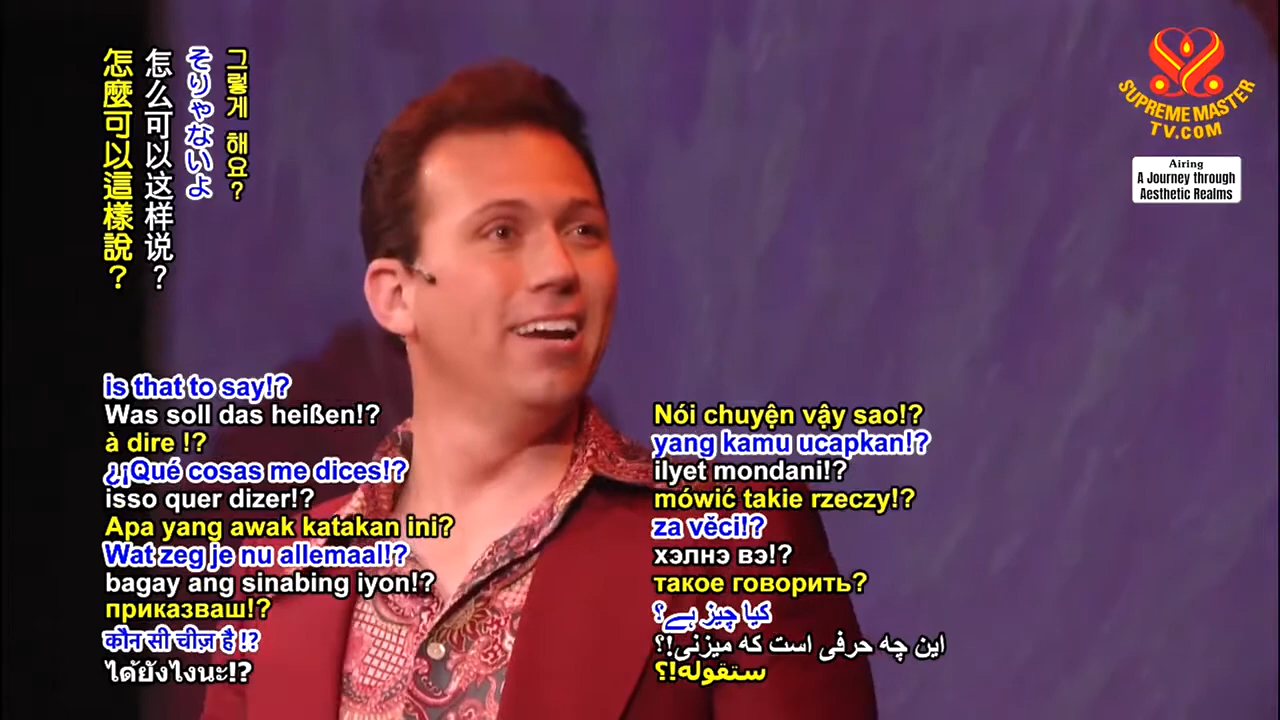 怎麼可以這樣說？
怎么可以这样说？
そりゃないよ
그렇게 해요？
SUPREME MASTER
TV.COM
Airing
A Journey through
Aesthetic Realms
is that to say!?
Was soll das heißen!?
à dire !?
¿¡Qué cosas me dices!?
isso quer dizer!?
Apa yang awak katakan ini?
Wat zeg je nu allemaal!?
bagay ang sinabing iyon!?
приказваш!?
कौन सी चीज़ है !?
ได้ยังไงนะ!?
Nói chuyện vậy sao!?
yang kamu ucapkan!?
ilyet mondani!?
mówić takie rzeczy!?
za věci!?
хэлнэ вэ!?
такое говорить?
کیا چیز ہے؟
این چه حرفی است که میزنی!؟
ستقوله!؟